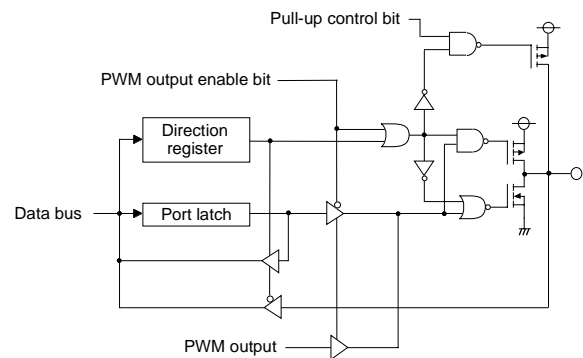 Pull-up control bit
PWM output enable bit
Direction
register
Data bus
Port latch
PWM output